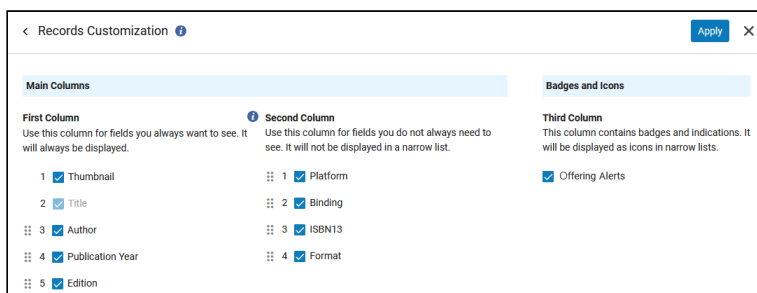 Records Customization
Apply
Main Columns
Badges and Icons
First Column
Use this column for fields you always want to see. It
will always be displayed.
1 Thumbnail
2 Title
3 Author
4 Publication Year
5 Edition
Second Column
Use this column for fields you do not always need to
see. It will not be displayed in a narrow list.
1 Platform
2 Binding
3 ISBN13
4 Format
Third Column
This column contains badges and indications. It
will be displayed as icons in narrow lists.
Offering Alerts